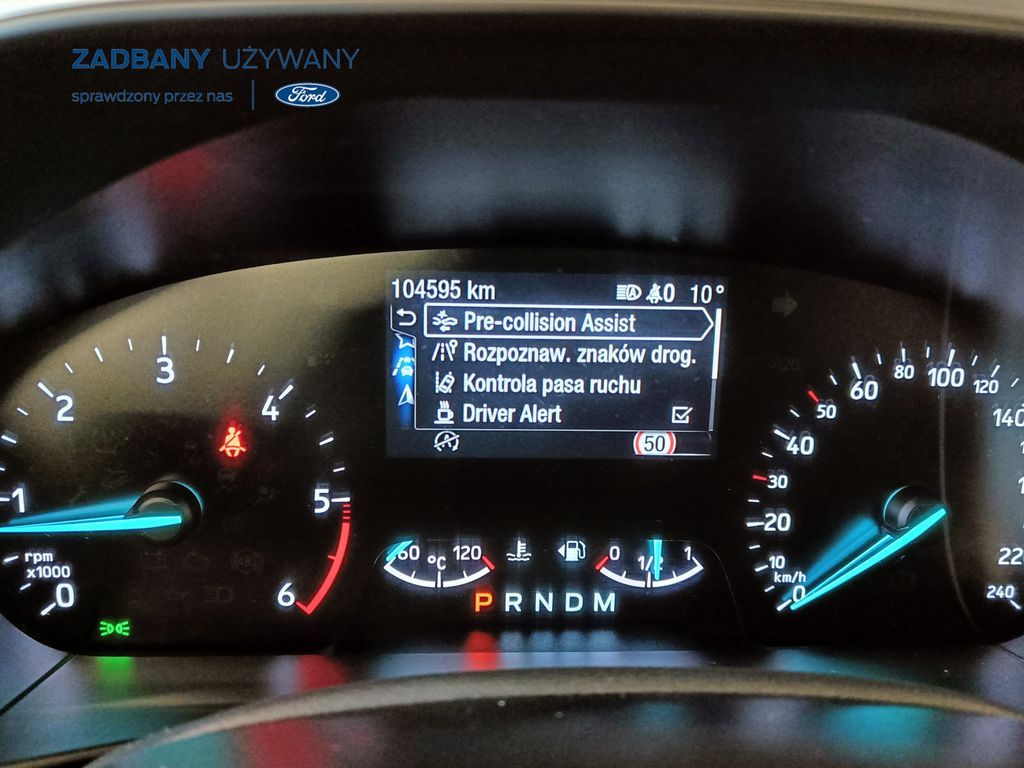 ZADBANY UŻYWANY
sprawdzony przez nas
Ford
104595 km
A 0 10°
Pre-collision Assist
Rozpoznaw. znaków drog.
Kontrola pasa ruchu
Driver Alert
50
0 1 2 3 4 5 6
rpm
x1000
60 °C 120
0 1/2 1
P R N D M
0 10 20 30 40 50 60 80 100 120 140
220
240
km/h
ABS